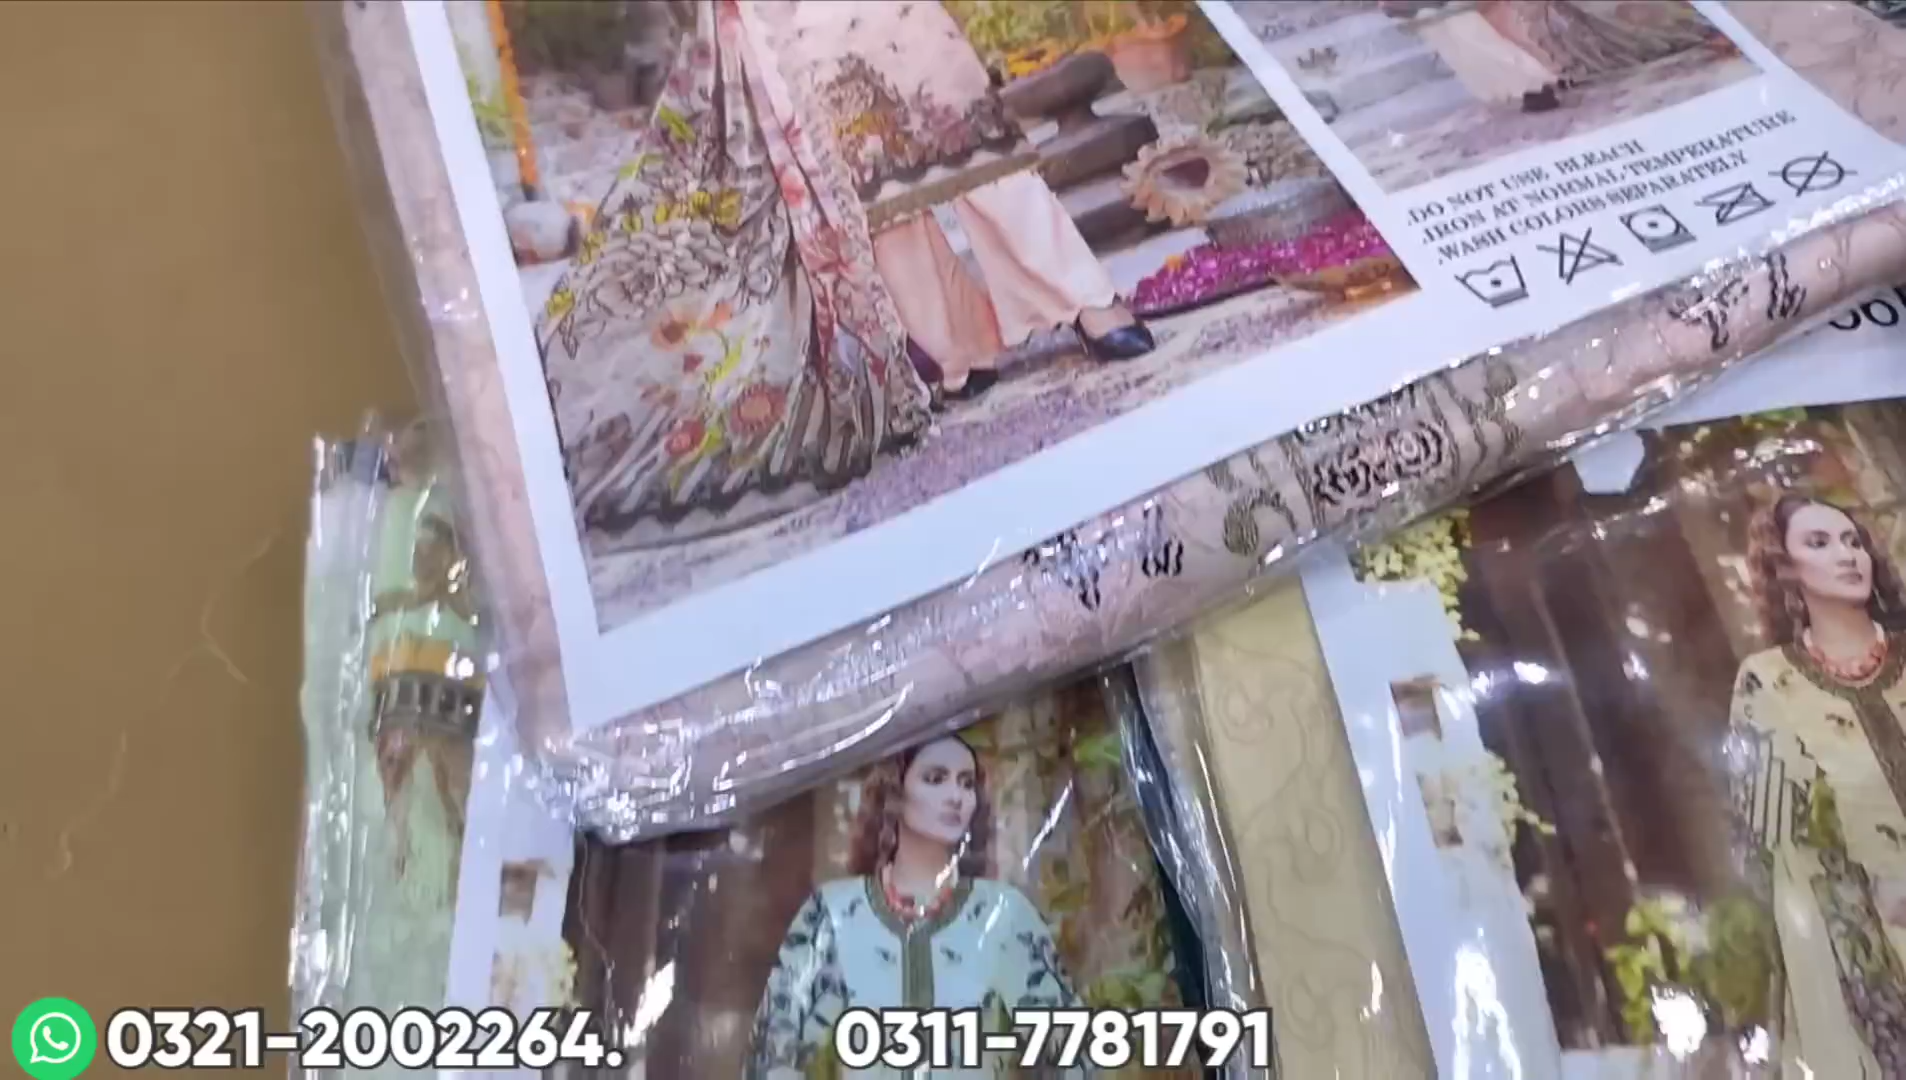 .DO NOT USE BLEACH
.IRON AT NORMAL TEMPERATURE
.WASH COLORS SEPARATELY
0321-2002264. 0311-7781791